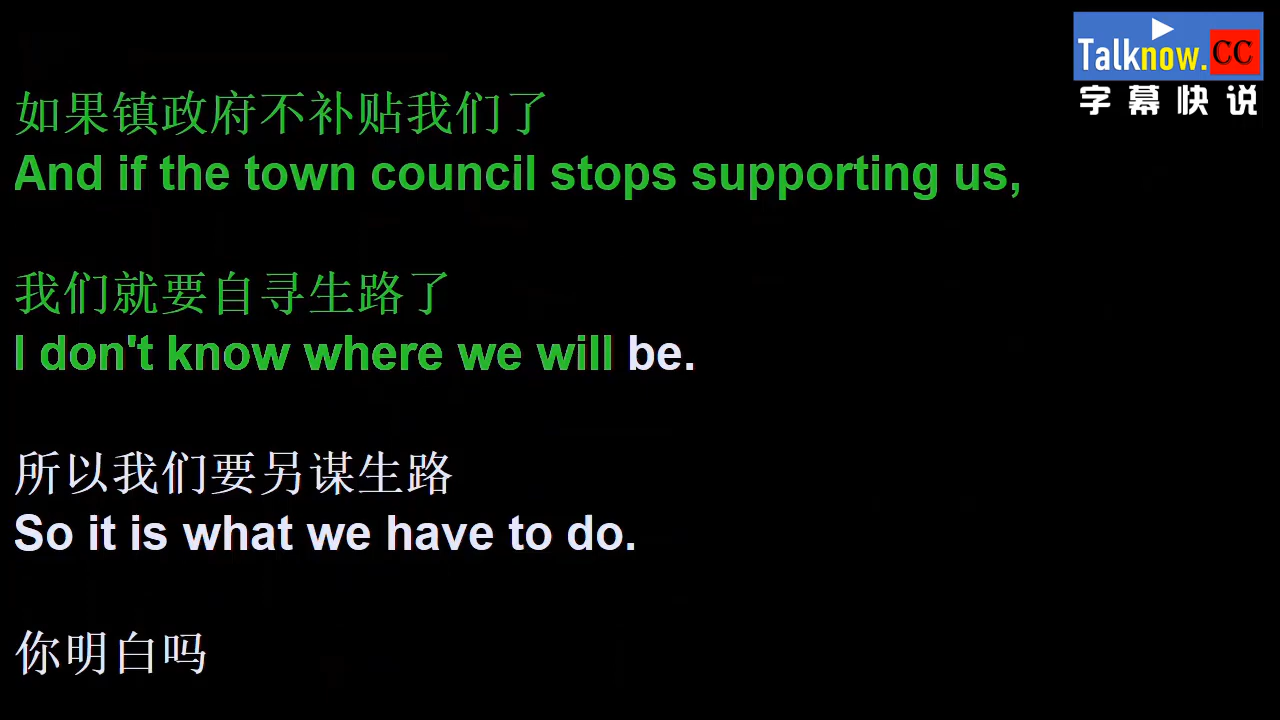 Talknow.CC
字幕快说
如果镇政府不补贴我们了
And if the town council stops supporting us,
我们就要自寻生路了
I don't know where we will be.
所以我们要另谋生路
So it is what we have to do.
你明白吗